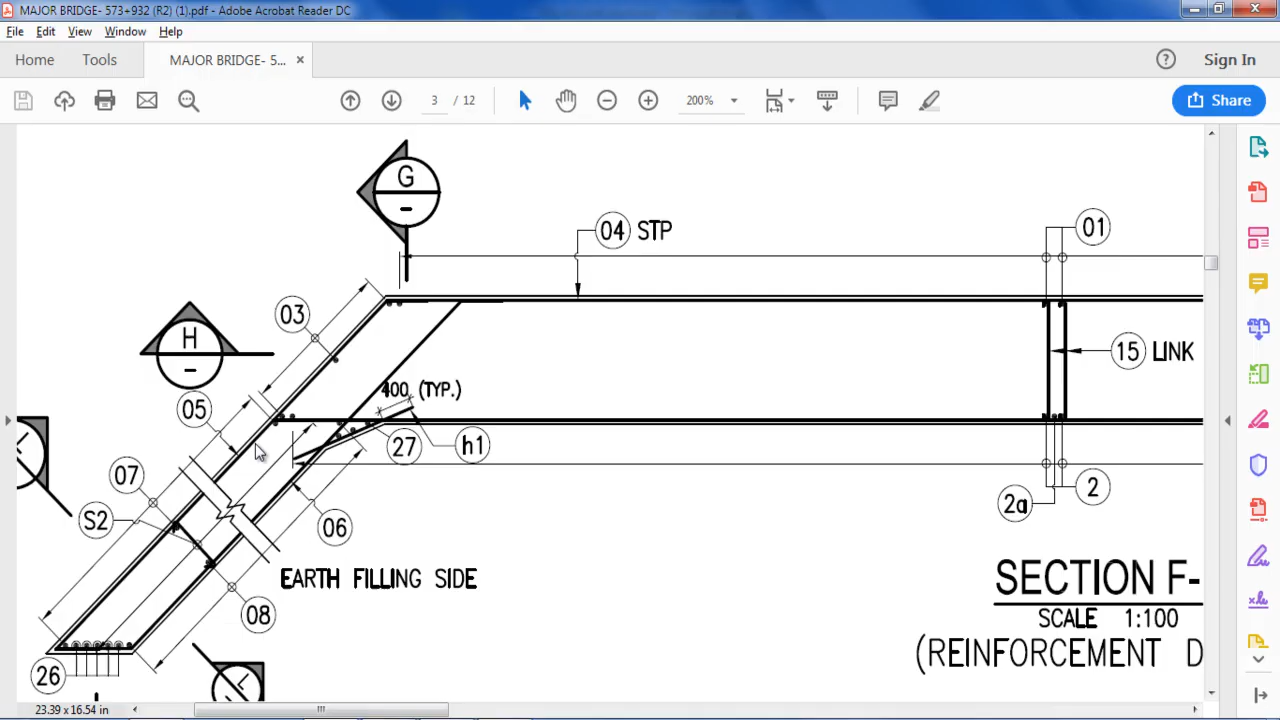 MAJOR BRIDGE- 573+932 (R2) (1).pdf - Adobe Acrobat Reader DC
File Edit View Window Help
Home Tools MAJOR BRIDGE- 5... × Sign In
3 / 12 200% Share
G
-
04 STP 01
03
H
-
15 LINK
400 (TYP.)
05
27 h1
07
2
S2 2a
06
EARTH FILLING SIDE
SECTION F-
08
SCALE 1:100
(REINFORCEMENT D
26
23.39 x 16.54 in